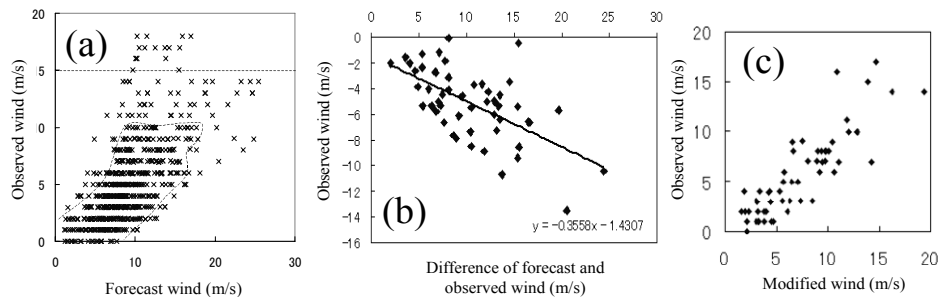 18
5
0
5
0
0
10
20
30
(a)
Observed wind (m/s)
Forecast wind (m/s)
0 5 10 15 20 25 30
0
−2
−4
−6
−8
−10
−12
−14
−16
(b)
y = −0.3558x − 1.4307
Observed wind (m/s)
Difference of forecast and
observed wind (m/s)
20
15
10
5
0
0 5 10 15 20
(c)
Observed wind (m/s)
Modified wind (m/s)